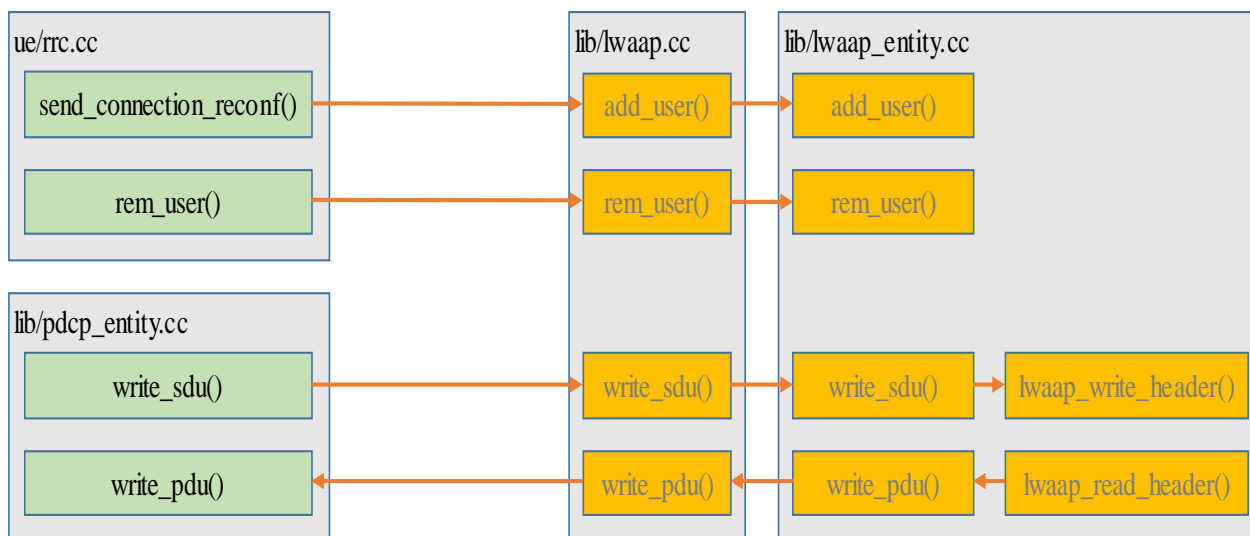 ue/rrc.cc
send_connection_reconf()
rem_user()
lib/pdcp_entity.cc
write_sdu()
write_pdu()
lib/lwaap.cc
add_user()
rem_user()
write_sdu()
write_pdu()
lib/lwaap_entity.cc
add_user()
rem_user()
write_sdu()
lwaap_write_header()
write_pdu()
lwaap_read_header()